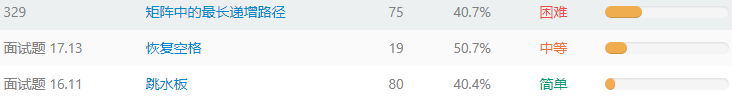 329 矩阵中的最长递增路径 75 40.7% 困难
面试题 17.13 恢复空格 19 50.7% 中等
面试题 16.11 跳水板 80 40.4% 简单